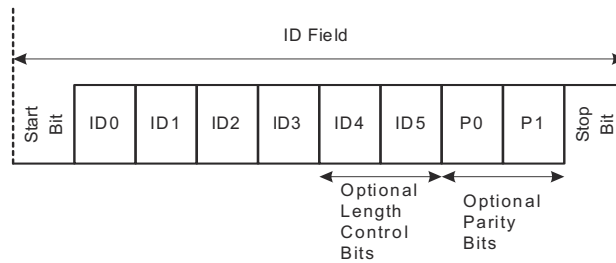 ID Field
Start
Bit
ID0
ID1
ID2
ID3
ID4
ID5
P0
P1
Stop
Bit
Optional
Length
Control
Bits
Optional
Parity
Bits